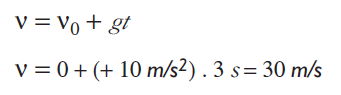 v = v₀ + gt
v = 0 + (+ 10 m/s²) . 3 s = 30 m/s